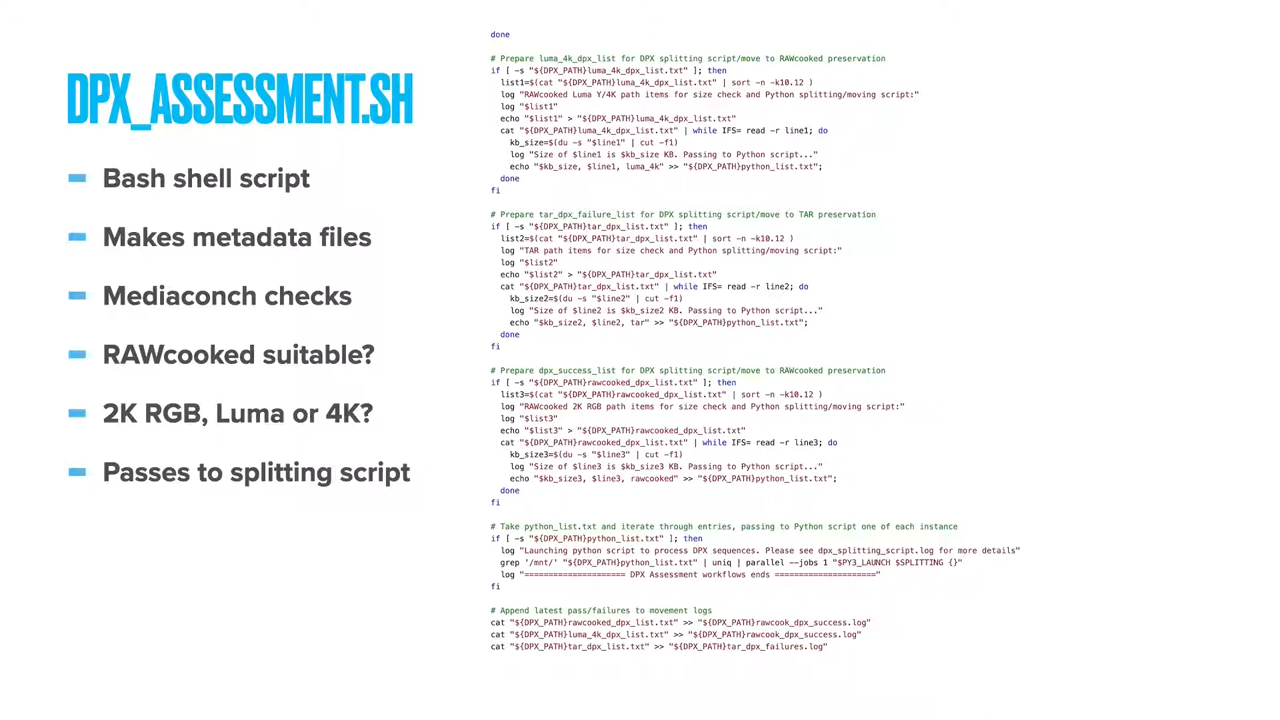 DPX_ASSESSMENT.SH
Bash shell script
Makes metadata files
Mediaconch checks
RAWcooked suitable?
2K RGB, Luma or 4K?
Passes to splitting script
done
# Prepare luma_4k_dpx_list for DPX splitting script/move to RAWcooked preservation
if [ -s "${DPX_PATH}luma_4k_dpx_list.txt" ]; then
list1=$(cat "${DPX_PATH}luma_4k_dpx_list.txt" | sort -n -k10.12 )
log "RAWcooked Luma Y/4K path items for size check and Python splitting/moving script:"
log "$list1"
echo "$list1" > "${DPX_PATH}luma_4k_dpx_list.txt"
cat "${DPX_PATH}luma_4k_dpx_list.txt" | while IFS= read -r line1; do
kb_size=$(du -s "$line1" | cut -f1)
log "Size of $line1 is $kb_size KB. Passing to Python script..."
echo "$kb_size, $line1, luma_4k" >> "${DPX_PATH}python_list.txt";
done
fi
# Prepare tar_dpx_failure_list for DPX splitting script/move to TAR preservation
if [ -s "${DPX_PATH}tar_dpx_list.txt" ]; then
list2=$(cat "${DPX_PATH}tar_dpx_list.txt" | sort -n -k10.12 )
log "TAR path items for size check and Python splitting/moving script:"
log "$list2"
echo "$list2" > "${DPX_PATH}tar_dpx_list.txt"
cat "${DPX_PATH}tar_dpx_list.txt" | while IFS= read -r line2; do
kb_size2=$(du -s "$line2" | cut -f1)
log "Size of $line2 is $kb_size2 KB. Passing to Python script..."
echo "$kb_size2, $line2, tar" >> "${DPX_PATH}python_list.txt";
done
fi
# Prepare dpx_success_list for DPX splitting script/move to RAWcooked preservation
if [ -s "${DPX_PATH}rawcooked_dpx_list.txt" ]; then
list3=$(cat "${DPX_PATH}rawcooked_dpx_list.txt" | sort -n -k10.12 )
log "RAWcooked 2K RGB path items for size check and Python splitting/moving script:"
log "$list3"
echo "$list3" > "${DPX_PATH}rawcooked_dpx_list.txt"
cat "${DPX_PATH}rawcooked_dpx_list.txt" | while IFS= read -r line3; do
kb_size3=$(du -s "$line3" | cut -f1)
log "Size of $line3 is $kb_size3 KB. Passing to Python script..."
echo "$kb_size3, $line3, rawcooked" >> "${DPX_PATH}python_list.txt";
done
fi
# Take python_list.txt and iterate through entries, passing to Python script one of each instance
if [ -s "${DPX_PATH}python_list.txt" ]; then
log "Launching python script to process DPX sequences. Please see dpx_splitting_script.log for more details"
grep '/mnt/' "${DPX_PATH}python_list.txt" | uniq | parallel --jobs 1 "$PY3_LAUNCH $SPLITTING {}"
log "===================== DPX Assessment workflows ends ====================="
fi
# Append latest pass/failures to movement logs
cat "${DPX_PATH}rawcooked_dpx_list.txt" >> "${DPX_PATH}rawcook_dpx_success.log"
cat "${DPX_PATH}luma_4k_dpx_list.txt" >> "${DPX_PATH}rawcook_dpx_success.log"
cat "${DPX_PATH}tar_dpx_list.txt" >> "${DPX_PATH}tar_dpx_failures.log"